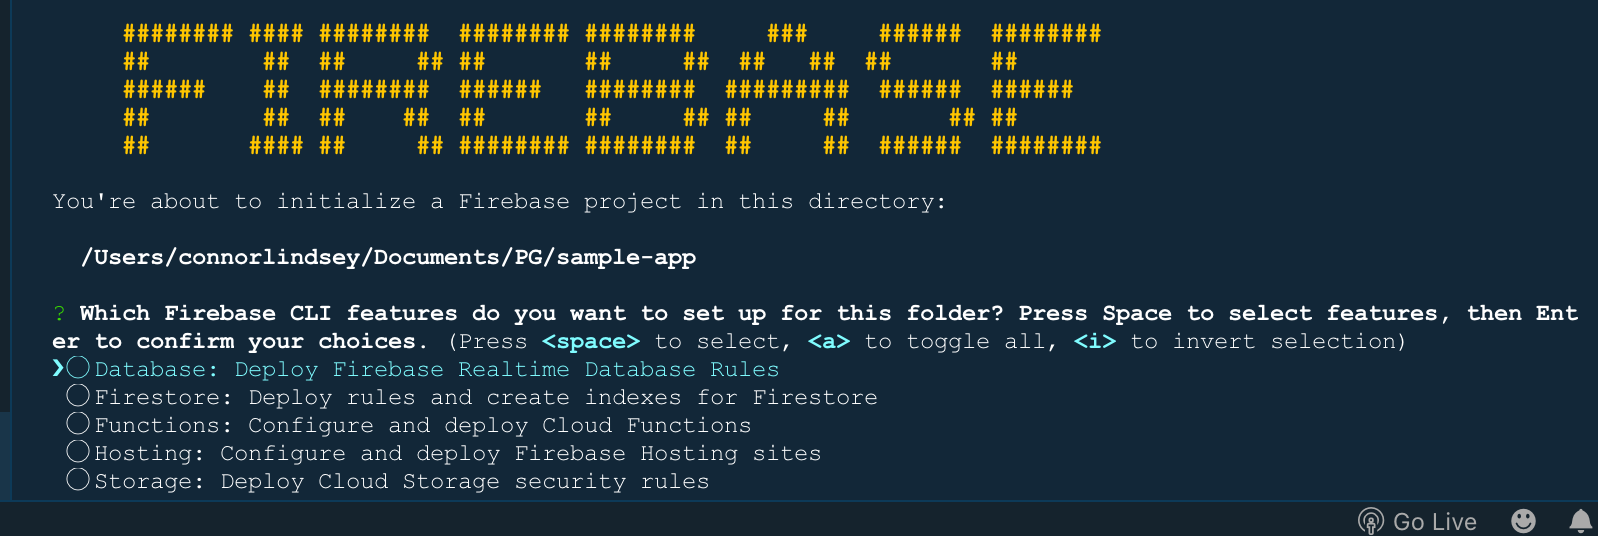 ######## #### ########  ######## ########     ###     ######  ########
##        ##  ##     ## ##       ##     ##  ##   ##  ##       ##
######    ##  ########  ######   ########  #########  ######  ######
##        ##  ##    ##  ##       ##     ## ##     ##       ## ##
##       #### ##     ## ######## ########  ##     ##  ######  ########
You're about to initialize a Firebase project in this directory:
/Users/connorlindsey/Documents/PG/sample-app
? Which Firebase CLI features do you want to set up for this folder? Press Space to select features, then Ent
er to confirm your choices. (Press <space> to select, <a> to toggle all, <i> to invert selection)
❯◯Database: Deploy Firebase Realtime Database Rules
◯Firestore: Deploy rules and create indexes for Firestore
◯Functions: Configure and deploy Cloud Functions
◯Hosting: Configure and deploy Firebase Hosting sites
◯Storage: Deploy Cloud Storage security rules
Go Live